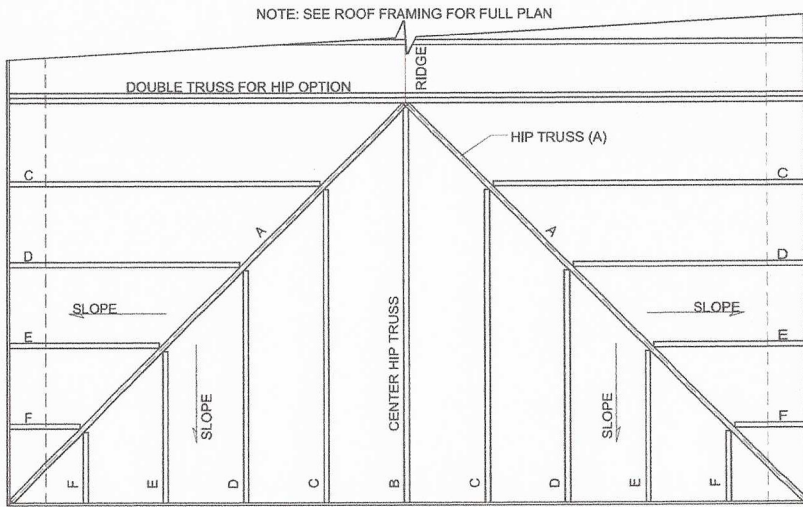 NOTE: SEE ROOF FRAMING FOR FULL PLAN
RIDGE
DOUBLE TRUSS FOR HIP OPTION
HIP TRUSS (A)
C
C
A
A
D
D
SLOPE
SLOPE
E
E
CENTER HIP TRUSS
SLOPE
SLOPE
F
F
F
E
D
C
B
C
D
E
F